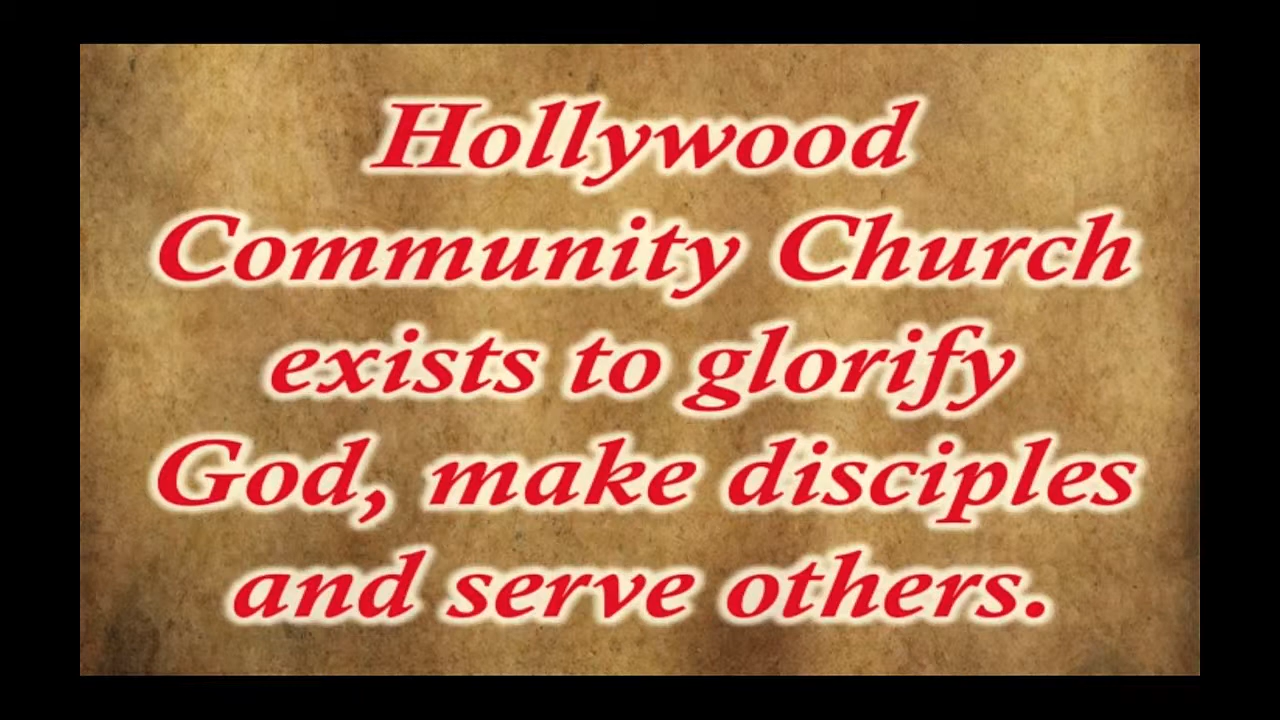 Hollywood
Community Church
exists to glorify
God, make disciples
and serve others.